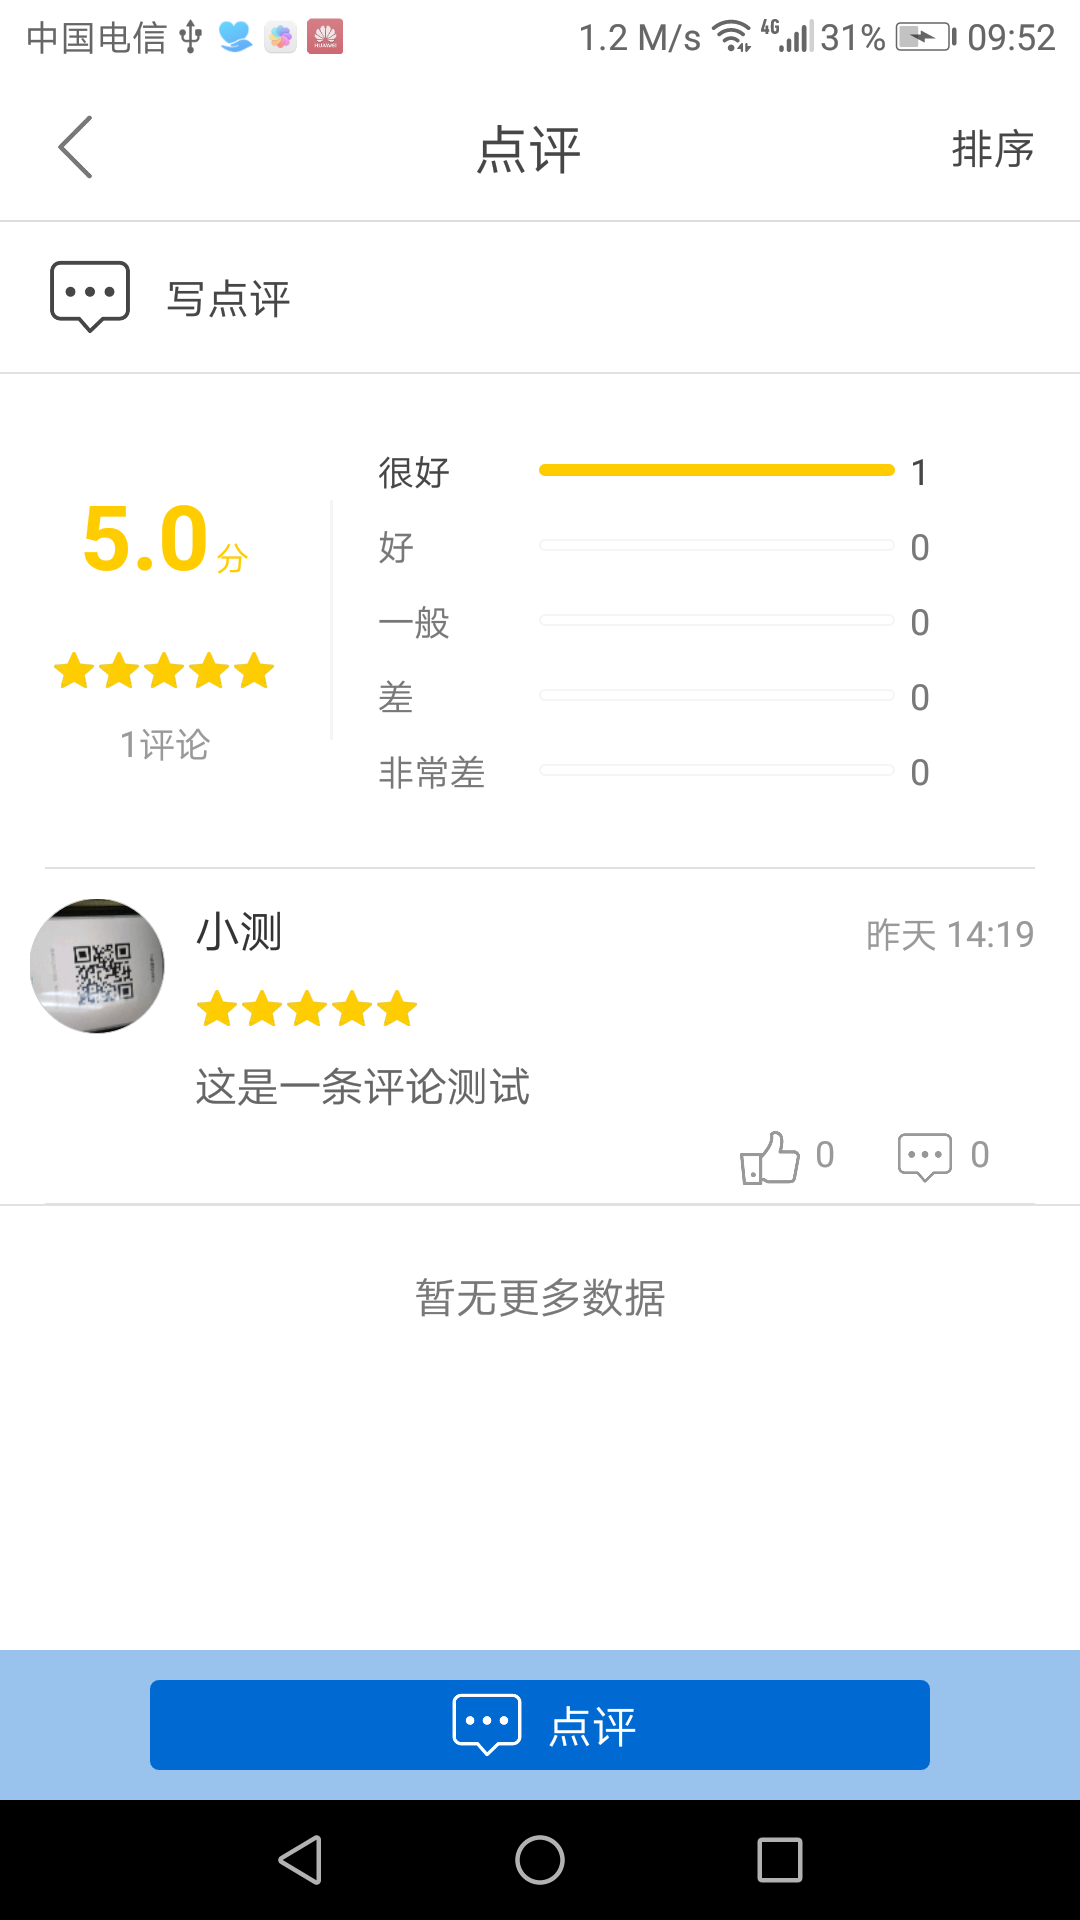 中国电信 HUAWEI 1.2 M/s 4G 31% 09:52
点评 排序
写点评
很好 1
5.0分
好 0
一般 0
差 0
1评论
非常差 0
小测 昨天 14:19
这是一条评论测试
0 0
暂无更多数据
点评